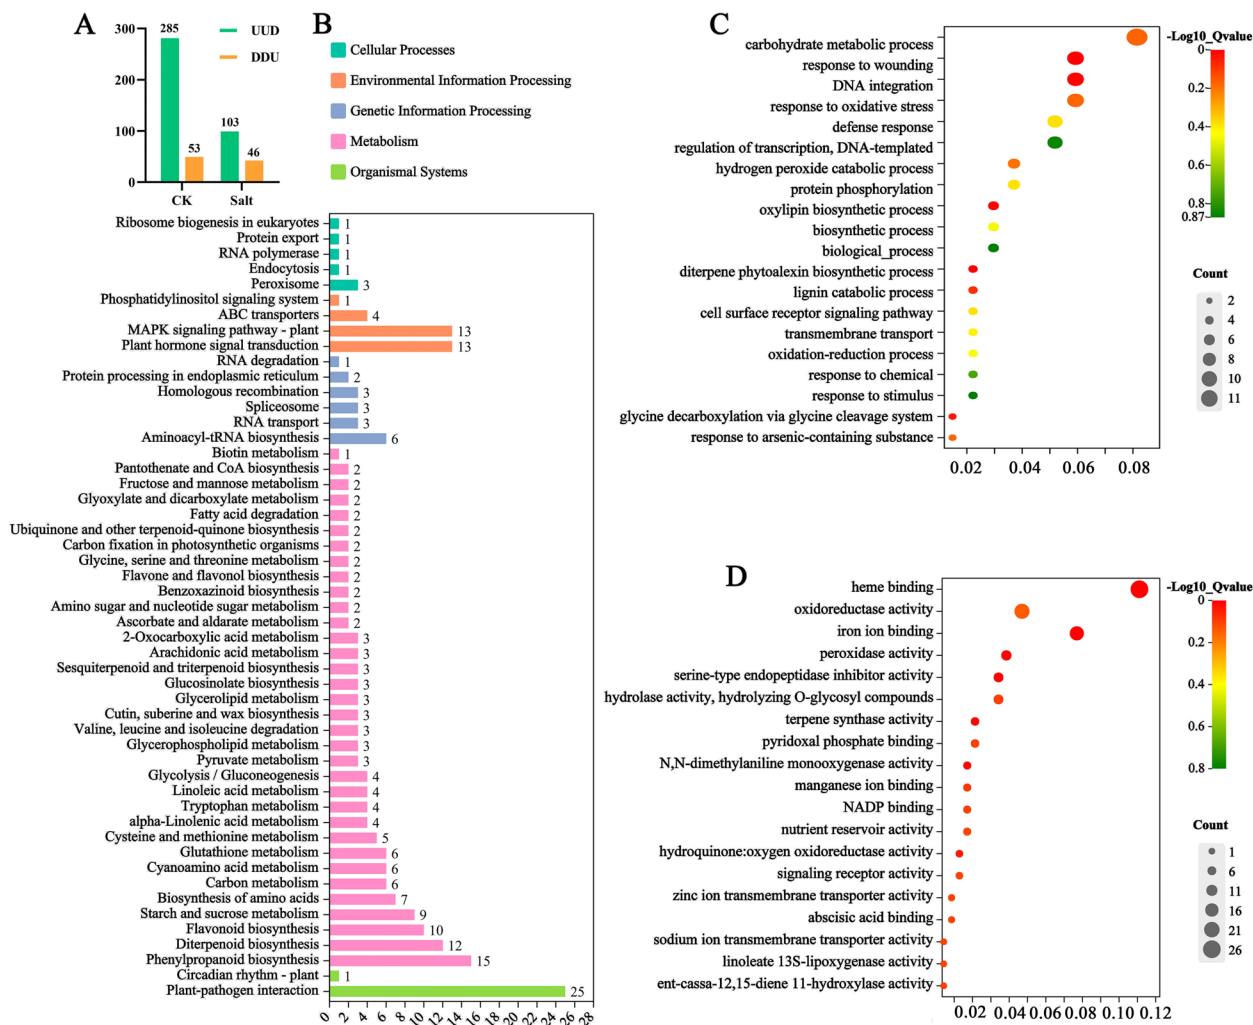 A
300
200
100
0
285
53
103
46
CK
Salt
UUD
DDU
B
Cellular Processes
Environmental Information Processing
Genetic Information Processing
Metabolism
Organismal Systems
Ribosome biogenesis in eukaryotes 1
Protein export 1
RNA polymerase 1
Endocytosis 1
Peroxisome 3
Phosphatidylinositol signaling system 1
ABC transporters 4
MAPK signaling pathway - plant 13
Plant hormone signal transduction 13
RNA degradation 1
Protein processing in endoplasmic reticulum 2
Homologous recombination 3
Spliceosome 3
RNA transport 3
Aminoacyl-tRNA biosynthesis 6
Biotin metabolism 1
Pantothenate and CoA biosynthesis 2
Fructose and mannose metabolism 2
Glyoxylate and dicarboxylate metabolism 2
Fatty acid degradation 2
Ubiquinone and other terpenoid-quinone biosynthesis 2
Carbon fixation in photosynthetic organisms 2
Glycine, serine and threonine metabolism 2
Flavone and flavonol biosynthesis 2
Benzoxazinoid biosynthesis 2
Amino sugar and nucleotide sugar metabolism 2
Ascorbate and aldarate metabolism 2
2-Oxocarboxylic acid metabolism 3
Arachidonic acid metabolism 3
Sesquiterpenoid and triterpenoid biosynthesis 3
Glucosinolate biosynthesis 3
Glycerolipid metabolism 3
Cutin, suberine and wax biosynthesis 3
Valine, leucine and isoleucine degradation 3
Glycerophospholipid metabolism 3
Pyruvate metabolism 3
Glycolysis / Gluconeogenesis 4
Linoleic acid metabolism 4
Tryptophan metabolism 4
alpha-Linolenic acid metabolism 4
Cysteine and methionine metabolism 5
Glutathione metabolism 6
Cyanoamino acid metabolism 6
Carbon metabolism 6
Biosynthesis of amino acids 7
Starch and sucrose metabolism 9
Flavonoid biosynthesis 10
Diterpenoid biosynthesis 12
Phenylpropanoid biosynthesis 15
Circadian rhythm - plant 1
Plant-pathogen interaction 25
0 2 4 6 8 10 12 14 16 18 20 22 24 26 28
C
carbohydrate metabolic process
response to wounding
DNA integration
response to oxidative stress
defense response
regulation of transcription, DNA-templated
hydrogen peroxide catabolic process
protein phosphorylation
oxylipin biosynthetic process
biosynthetic process
biological_process
diterpene phytoalexin biosynthetic process
lignin catabolic process
cell surface receptor signaling pathway
transmembrane transport
oxidation-reduction process
response to chemical
response to stimulus
glycine decarboxylation via glycine cleavage system
response to arsenic-containing substance
0.02 0.04 0.06 0.08
-Log10_Qvalue
0
0.2
0.4
0.6
0.8
0.87
Count
2
4
6
8
10
11
D
heme binding
oxidoreductase activity
iron ion binding
peroxidase activity
serine-type endopeptidase inhibitor activity
hydrolase activity, hydrolyzing O-glycosyl compounds
terpene synthase activity
pyridoxal phosphate binding
N,N-dimethylaniline monooxygenase activity
manganese ion binding
NADP binding
nutrient reservoir activity
hydroquinone:oxygen oxidoreductase activity
signaling receptor activity
zinc ion transmembrane transporter activity
abscisic acid binding
sodium ion transmembrane transporter activity
linoleate 13S-lipoxygenase activity
ent-cassa-12,15-diene 11-hydroxylase activity
0.02 0.04 0.06 0.08 0.10 0.12
-Log10_Qvalue
0
0.2
0.4
0.6
0.8
Count
1
6
11
16
21
26